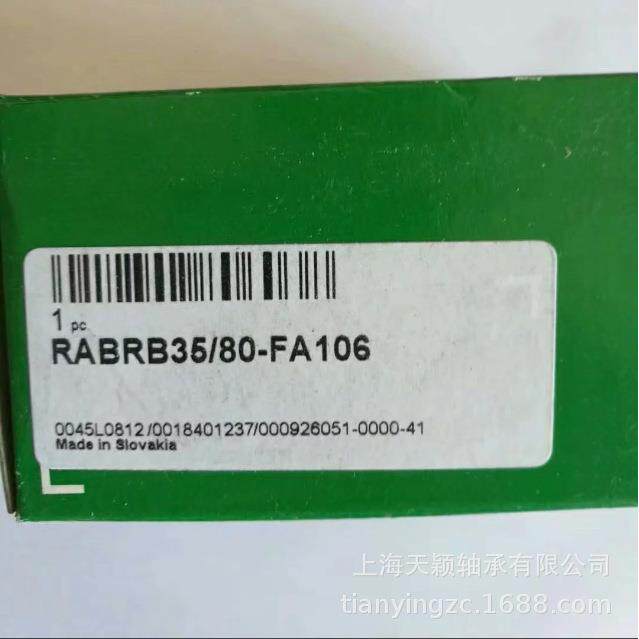 1 pc
RABRB35/80-FA106
0045L0812/0018401237/000926051-0000-41
Made in Slovakia
上海天颖轴承有限公司
tianyingzc.1688.com